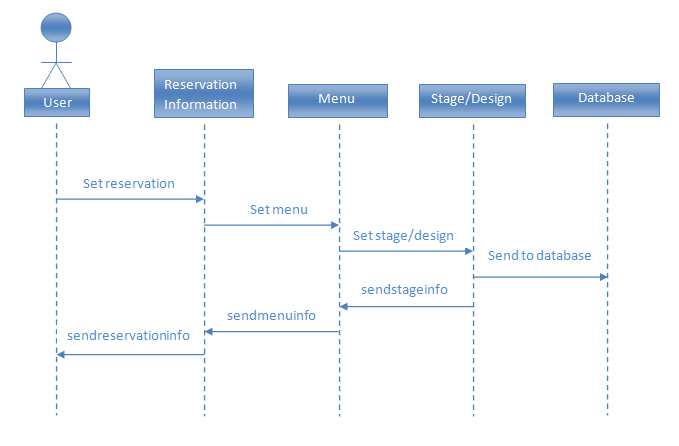 User
Reservation
Information
Menu
Stage/Design
Database
Set reservation
Set menu
Set stage/design
Send to database
sendstageinfo
sendmenuinfo
sendreservationinfo